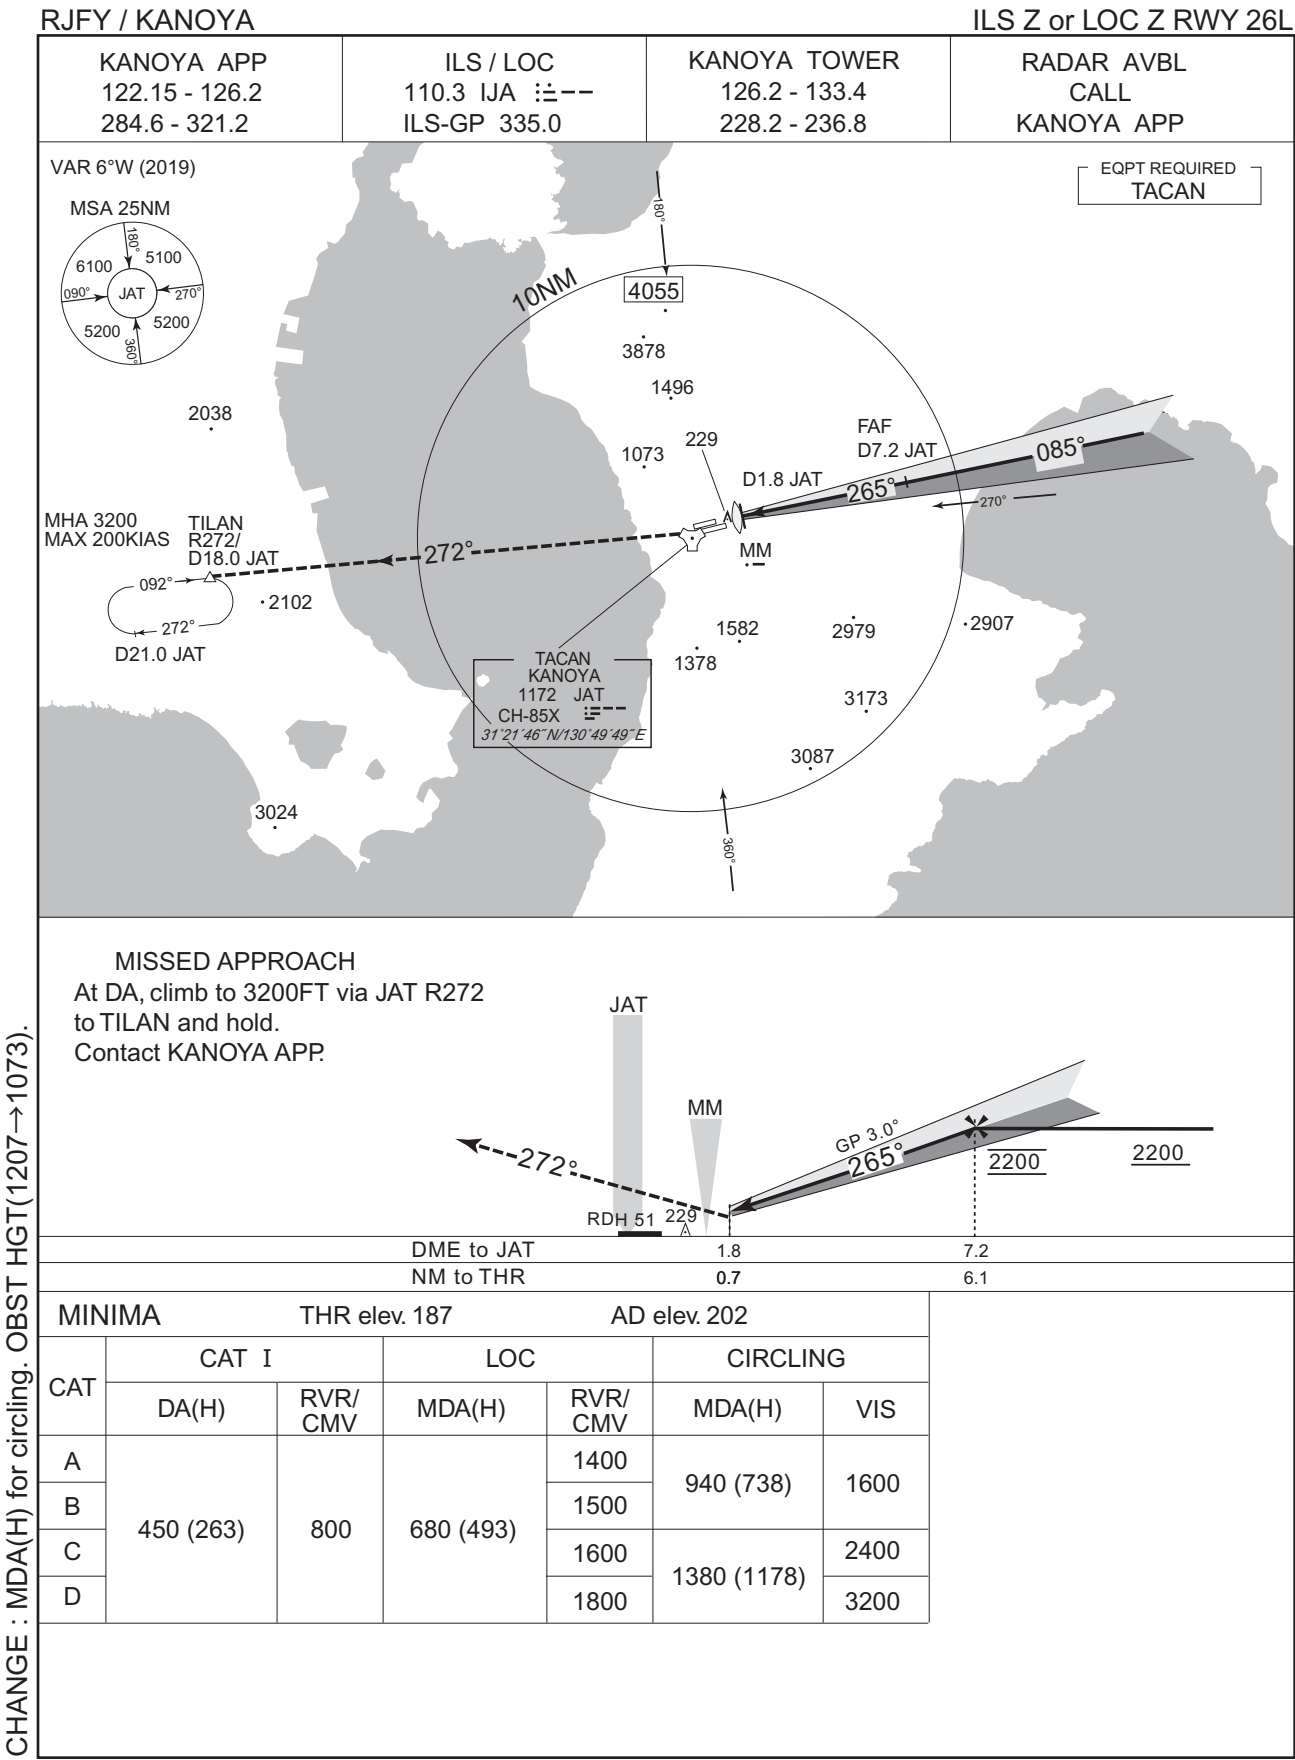 RJFY / KANOYA
ILS Z or LOC Z RWY 26L
KANOYA APP
122.15 - 126.2
284.6 - 321.2
ILS / LOC
110.3 IJA
ILS-GP 335.0
KANOYA TOWER
126.2 - 133.4
228.2 - 236.8
RADAR AVBL
CALL
KANOYA APP
VAR 6°W (2019)
EQPT REQUIRED
TACAN
MSA 25NM
180°
6100
5100
090°
JAT
270°
5200
5200
360°
180°
10NM
4055
3878
1496
2038
1073
229
FAF
D7.2 JAT
D1.8 JAT
085°
265°
270°
MHA 3200
MAX 200KIAS
TILAN
R272/
D18.0 JAT
272°
MM
092°
2102
272°
D21.0 JAT
1582
1378
2979
2907
TACAN
KANOYA
1172 JAT
CH-85X
31°21′46″N/130°49′49″E
3173
3087
3024
360°
MISSED APPROACH
At DA, climb to 3200FT via JAT R272
to TILAN and hold.
Contact KANOYA APP.
JAT
MM
GP 3.0°
265°
272°
2200
2200
RDH 51
229
DME to JAT 1.8 7.2
NM to THR 0.7 6.1
MINIMA THR elev. 187 AD elev. 202
CAT
CAT I
LOC
CIRCLING
DA(H)
RVR/
CMV
MDA(H)
RVR/
CMV
MDA(H)
VIS
A
B
C
D
450 (263)
800
680 (493)
1400
1500
1600
1800
940 (738)
1380 (1178)
1600
2400
3200
CHANGE : MDA(H) for circling. OBST HGT(1207→1073).